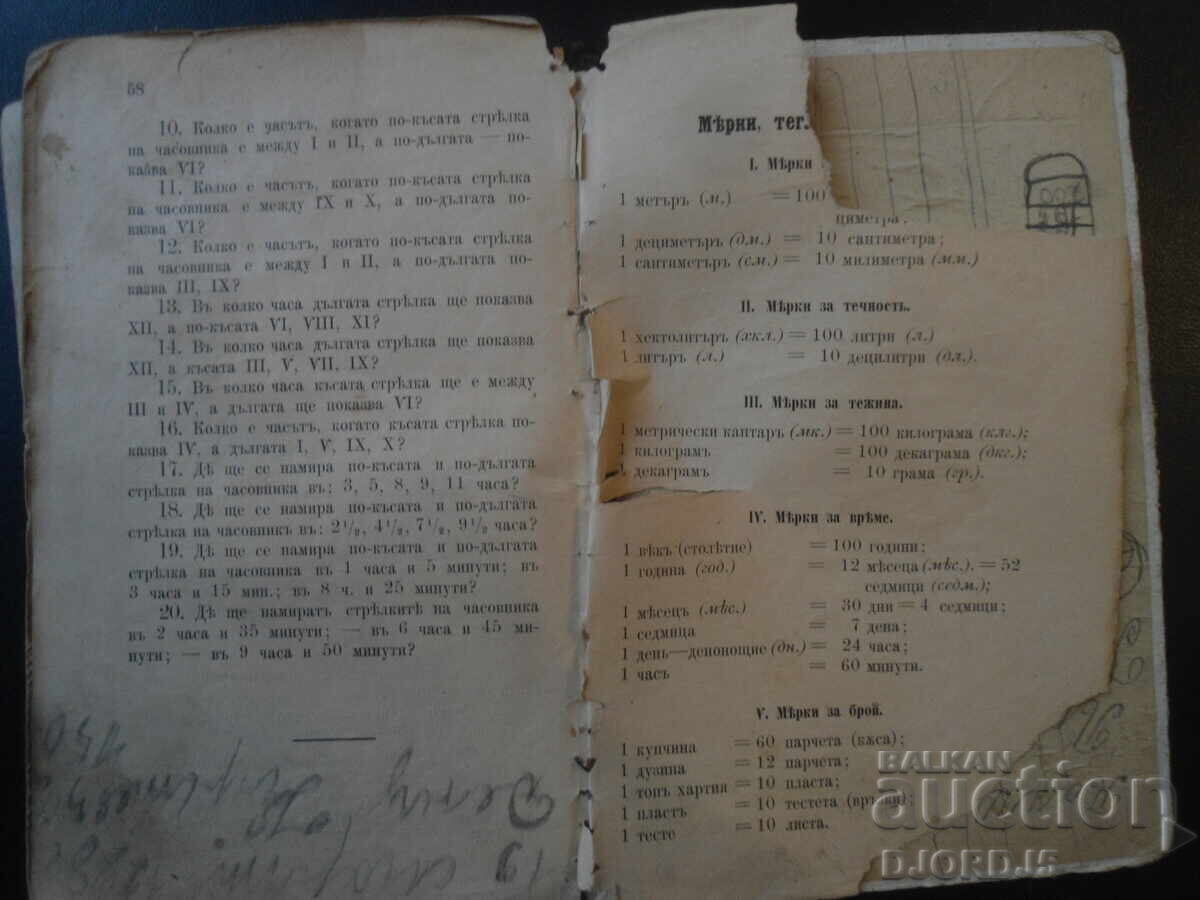 58
10. Колко е часътъ, когато по-късата стрѣлка
на часовника е между I и II, а по-дългата — по-
казва VI?
11. Колко е часътъ, когато по-късата стрѣлка
на часовника е между IX и X, а по-дългата по-
казва VI?
12. Колко е часътъ, когато по-късата стрѣлка
на часовника е между I и II, а по-дългата по-
казва III, IX?
13. Въ колко часа дългата стрѣлка ще показва
XII, а по-късата VI, VIII, XI?
14. Въ колко часа дългата стрѣлка ще показва
XII, а късата III, V, VII, IX?
15. Въ колко часа късата стрѣлка ще е между
III и IV, а дългата ще показва VI?
16. Колко е часътъ, когато късата стрѣлка по-
казва IV, а дългата I, V, IX, X?
17. Дѣ ще се намира по-късата и по-дългата
стрѣлка на часовника въ: 3, 5, 8, 9, 11 часа?
18. Дѣ ще се намира по-късата и по-дългата
стрѣлка на часовникъ въ: 2 1/2, 4 1/2, 7 1/2, 9 1/2 часа?
19. Дѣ ще се намира по-късата и по-дългата
стрѣлка на часовника въ 1 часа и 5 минути; въ
3 часа и 15 мин.; въ 8 ч. и 25 минути?
20. Дѣ ще намиратъ стрѣлкитѣ на часовника
въ 2 часа и 35 минути; — въ 6 часа и 45 ми-
нути; — въ 9 часа и 50 минути?
Мѣрки, тег
I. Мѣрки
1 метъръ (м.) = 100
циметра;
1 дециметъръ (дм.) = 10 сантиметра;
1 сантиметъръ (см.) = 10 милиметра (мм.)
II. Мѣрки за течность.
1 хектолитъръ (хкл.) = 100 литри (л.)
1 литъръ (л.) = 10 децилитри (дл.).
III. Мѣрки за тежина.
1 метрически кантаръ (мк.) = 100 килограма (клг.);
1 килограмъ = 100 декаграма (дкг.);
1 декаграмъ = 10 грама (гр.).
IV. Мѣрки за врѣме.
1 вѣкъ (столѣтие) = 100 години;
1 година (год.) = 12 мѣсеца (мѣс.). = 52
седмици (седм.);
1 мѣсецъ (мѣс.) = 30 дни = 4 седмици;
1 седмица = 7 дена;
1 день—денонощие (дн.) = 24 часа;
1 часъ = 60 минути.
V. Мѣрки за брой.
1 купчина = 60 парчета (кѫса);
1 дузина = 12 парчета;
1 топъ хартия = 10 пласта;
1 пластъ = 10 тестета (връзки);
1 тесте = 10 листа.
007
BALKAN
auction
DJORDJ5